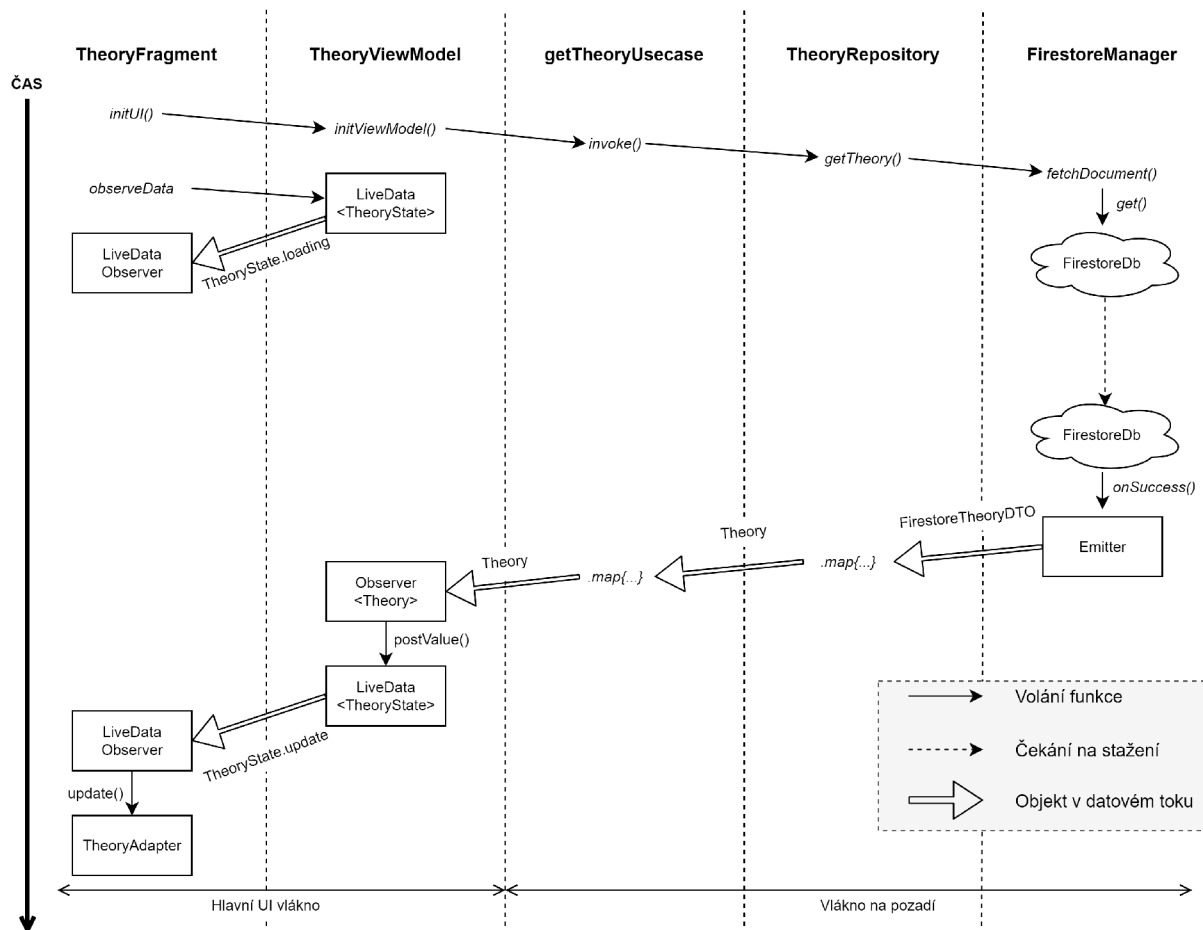 TheoryFragment
TheoryViewModel
getTheoryUsecase
TheoryRepository
FirestoreManager
ČAS
initUI()
initViewModel()
invoke()
getTheory()
fetchDocument()
observeData
LiveData
<TheoryState>
get()
LiveData
Observer
TheoryState.loading
FirestoreDb
FirestoreDb
onSuccess()
FirestoreTheoryDTO
Emitter
Theory
.map{...}
Theory
.map{...}
Observer
<Theory>
postValue()
LiveData
<TheoryState>
LiveData
Observer
TheoryState.update
update()
TheoryAdapter
Volání funkce
Čekání na stažení
Objekt v datovém toku
Hlavní UI vlákno
Vlákno na pozadí